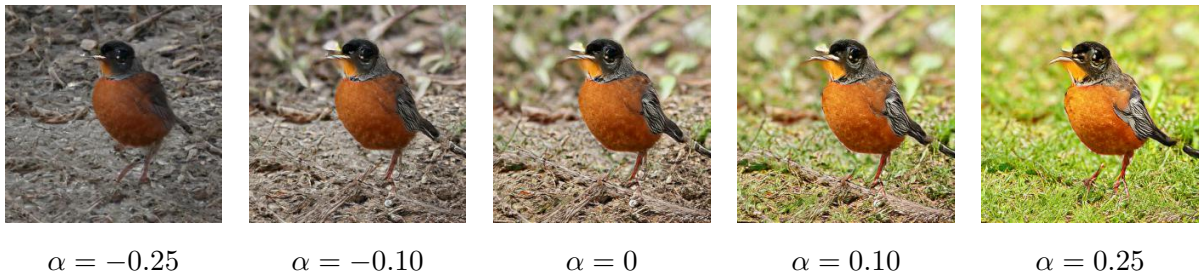 α = −0.25
α = −0.10
α = 0
α = 0.10
α = 0.25